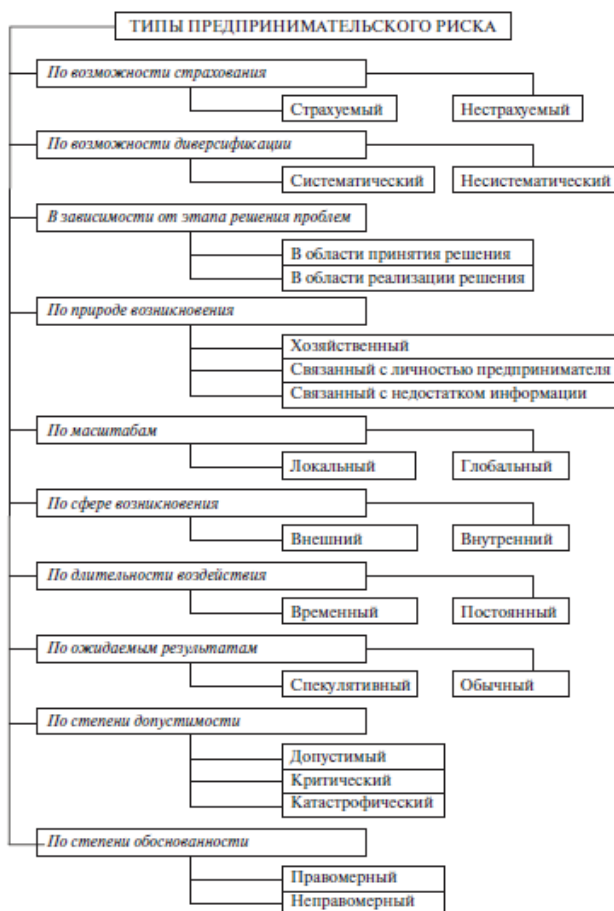 ТИПЫ ПРЕДПРИНИМАТЕЛЬСКОГО РИСКА
По возможности страхования
Страхуемый
Нестрахуемый
По возможности диверсификации
Систематический
Несистематический
В зависимости от этапа решения проблем
В области принятия решения
В области реализации решения
По природе возникновения
Хозяйственный
Связанный с личностью предпринимателя
Связанный с недостатком информации
По масштабам
Локальный
Глобальный
По сфере возникновения
Внешний
Внутренний
По длительности воздействия
Временный
Постоянный
По ожидаемым результатам
Спекулятивный
Обычный
По степени допустимости
Допустимый
Критический
Катастрофический
По степени обоснованности
Правомерный
Неправомерный